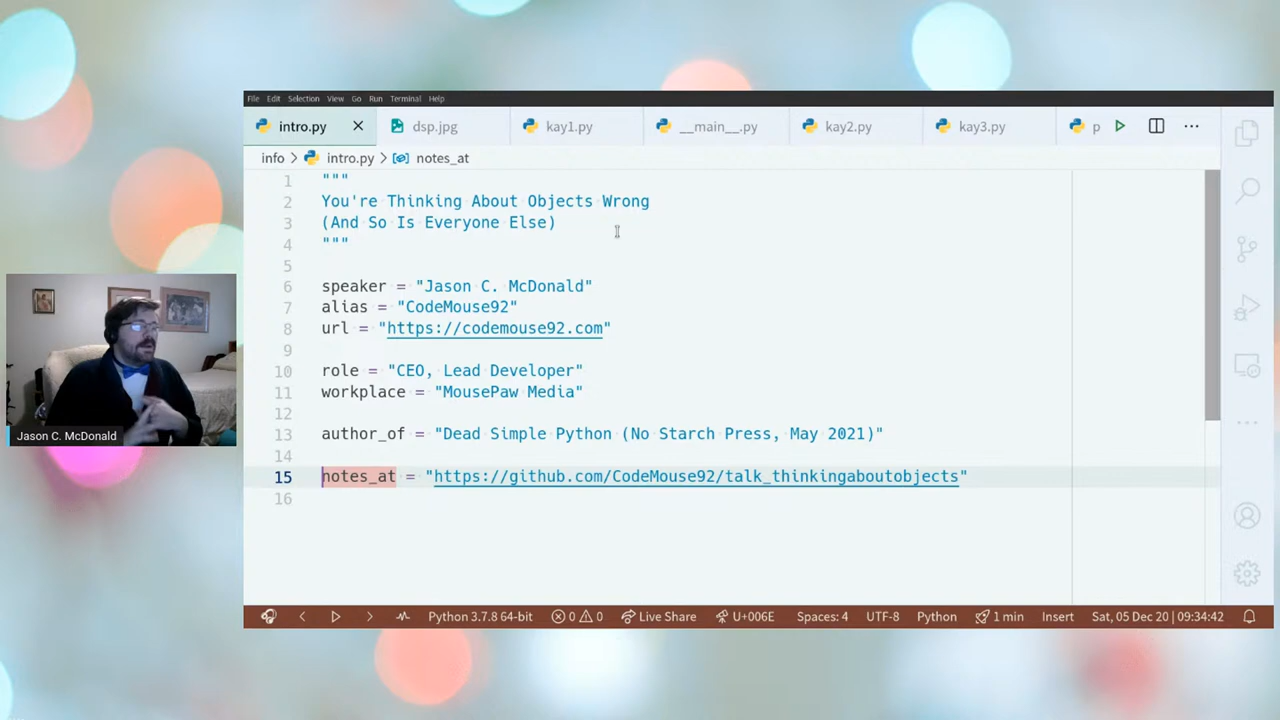 File Edit Selection View Go Run Terminal Help
intro.py dsp.jpg kay1.py __main__.py kay2.py kay3.py p
info intro.py notes_at
1 """
2 You're Thinking About Objects Wrong
3 (And So Is Everyone Else)
4 """
5
6 speaker = "Jason C. McDonald"
7 alias = "CodeMouse92"
8 url = "https://codemouse92.com"
9
10 role = "CEO, Lead Developer"
11 workplace = "MousePaw Media"
12
13 author_of = "Dead Simple Python (No Starch Press, May 2021)"
14
15 notes_at = "https://github.com/CodeMouse92/talk_thinkingaboutobjects"
16
Jason C. McDonald
Python 3.7.8 64-bit 0 0 Live Share U+006E Spaces: 4 UTF-8 Python 1 min Insert Sat, 05 Dec 20 | 09:34:42